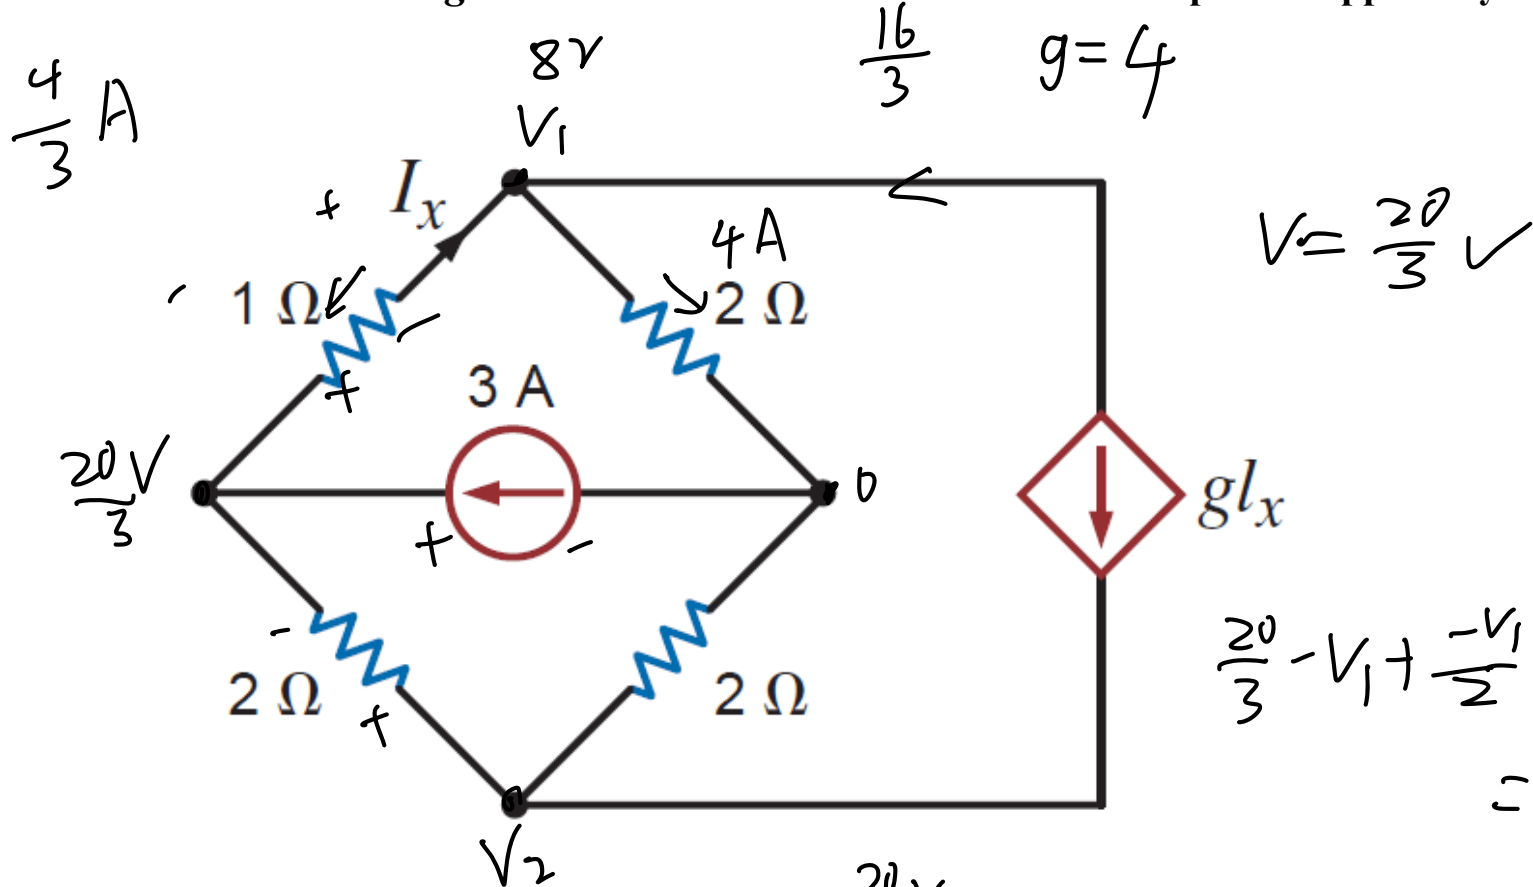 8V
16/3
g=4
4/3 A
V1
Ix
4A
V = 20/3 V
1 Ω
2 Ω
3 A
20/3 V
0
gIx
2 Ω
2 Ω
20/3 - V1 + -V1/2
=
V2